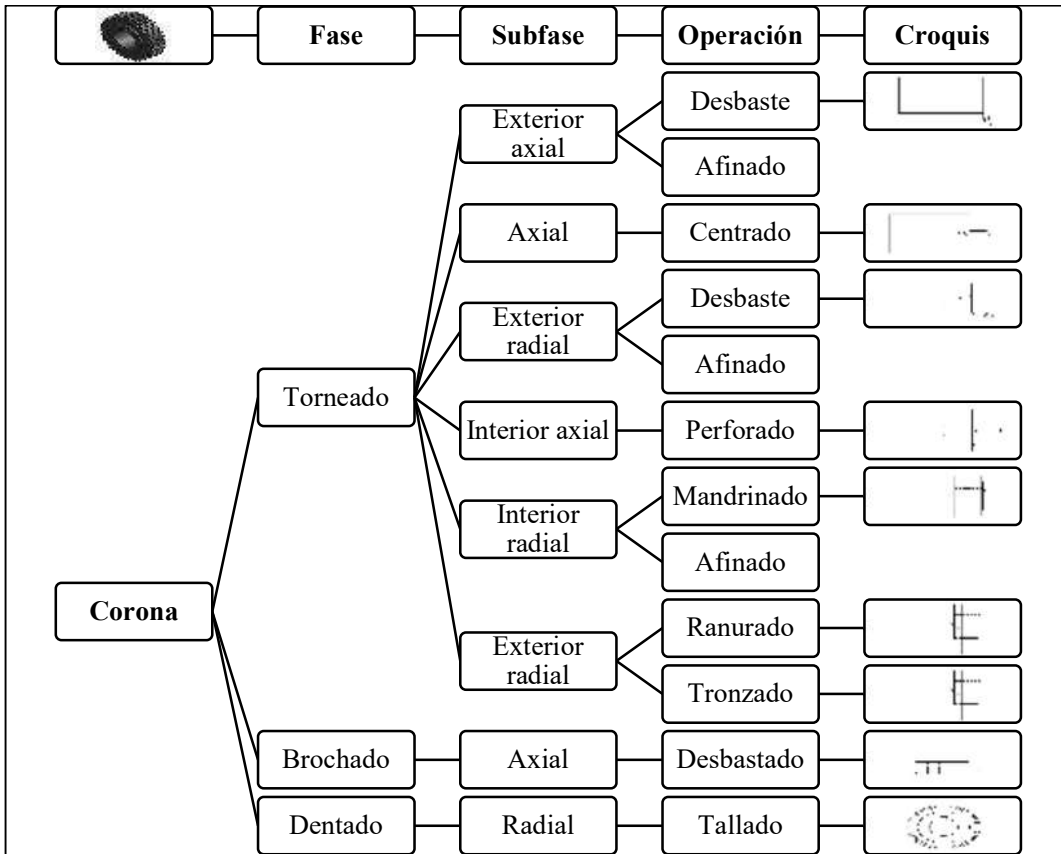 Fase
Subfase
Operación
Croquis
Exterior
axial
Desbaste
Afinado
Axial
Centrado
Exterior
radial
Desbaste
Afinado
Torneado
Interior axial
Perforado
Interior
radial
Mandrinado
Afinado
Corona
Exterior
radial
Ranurado
Tronzado
Brochado
Axial
Desbastado
Dentado
Radial
Tallado